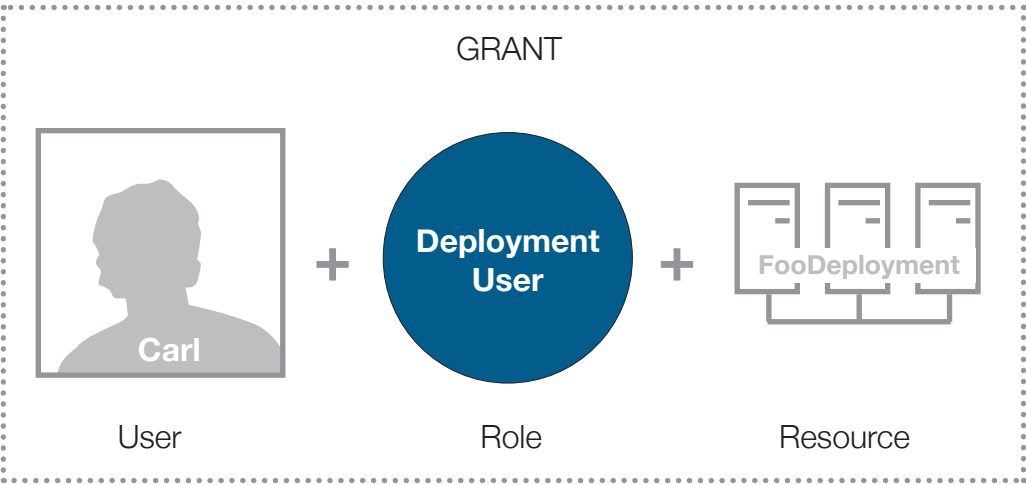 GRANT
Carl
+
Deployment
User
+
FooDeployment
User
Role
Resource